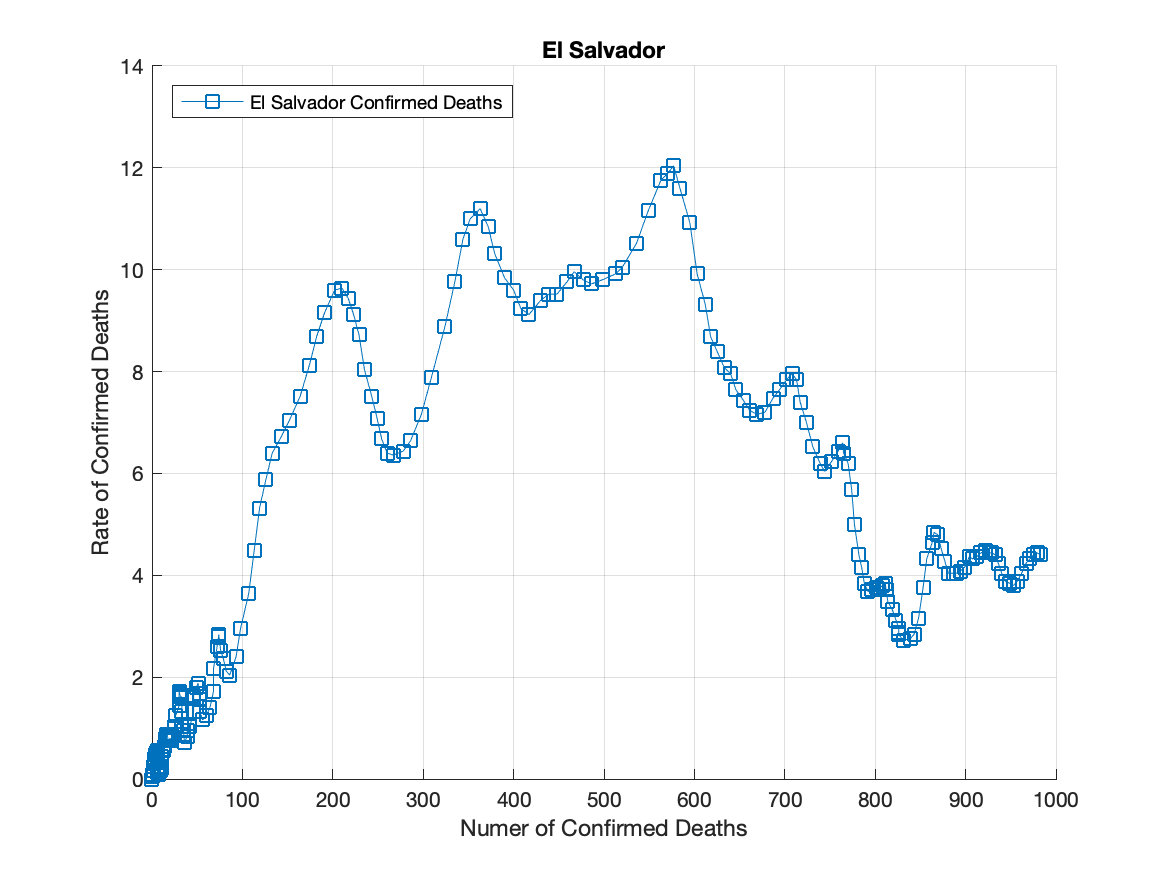 El Salvador
El Salvador Confirmed Deaths
14
12
10
8
6
4
2
0
Rate of Confirmed Deaths
0 100 200 300 400 500 600 700 800 900 1000
Numer of Confirmed Deaths